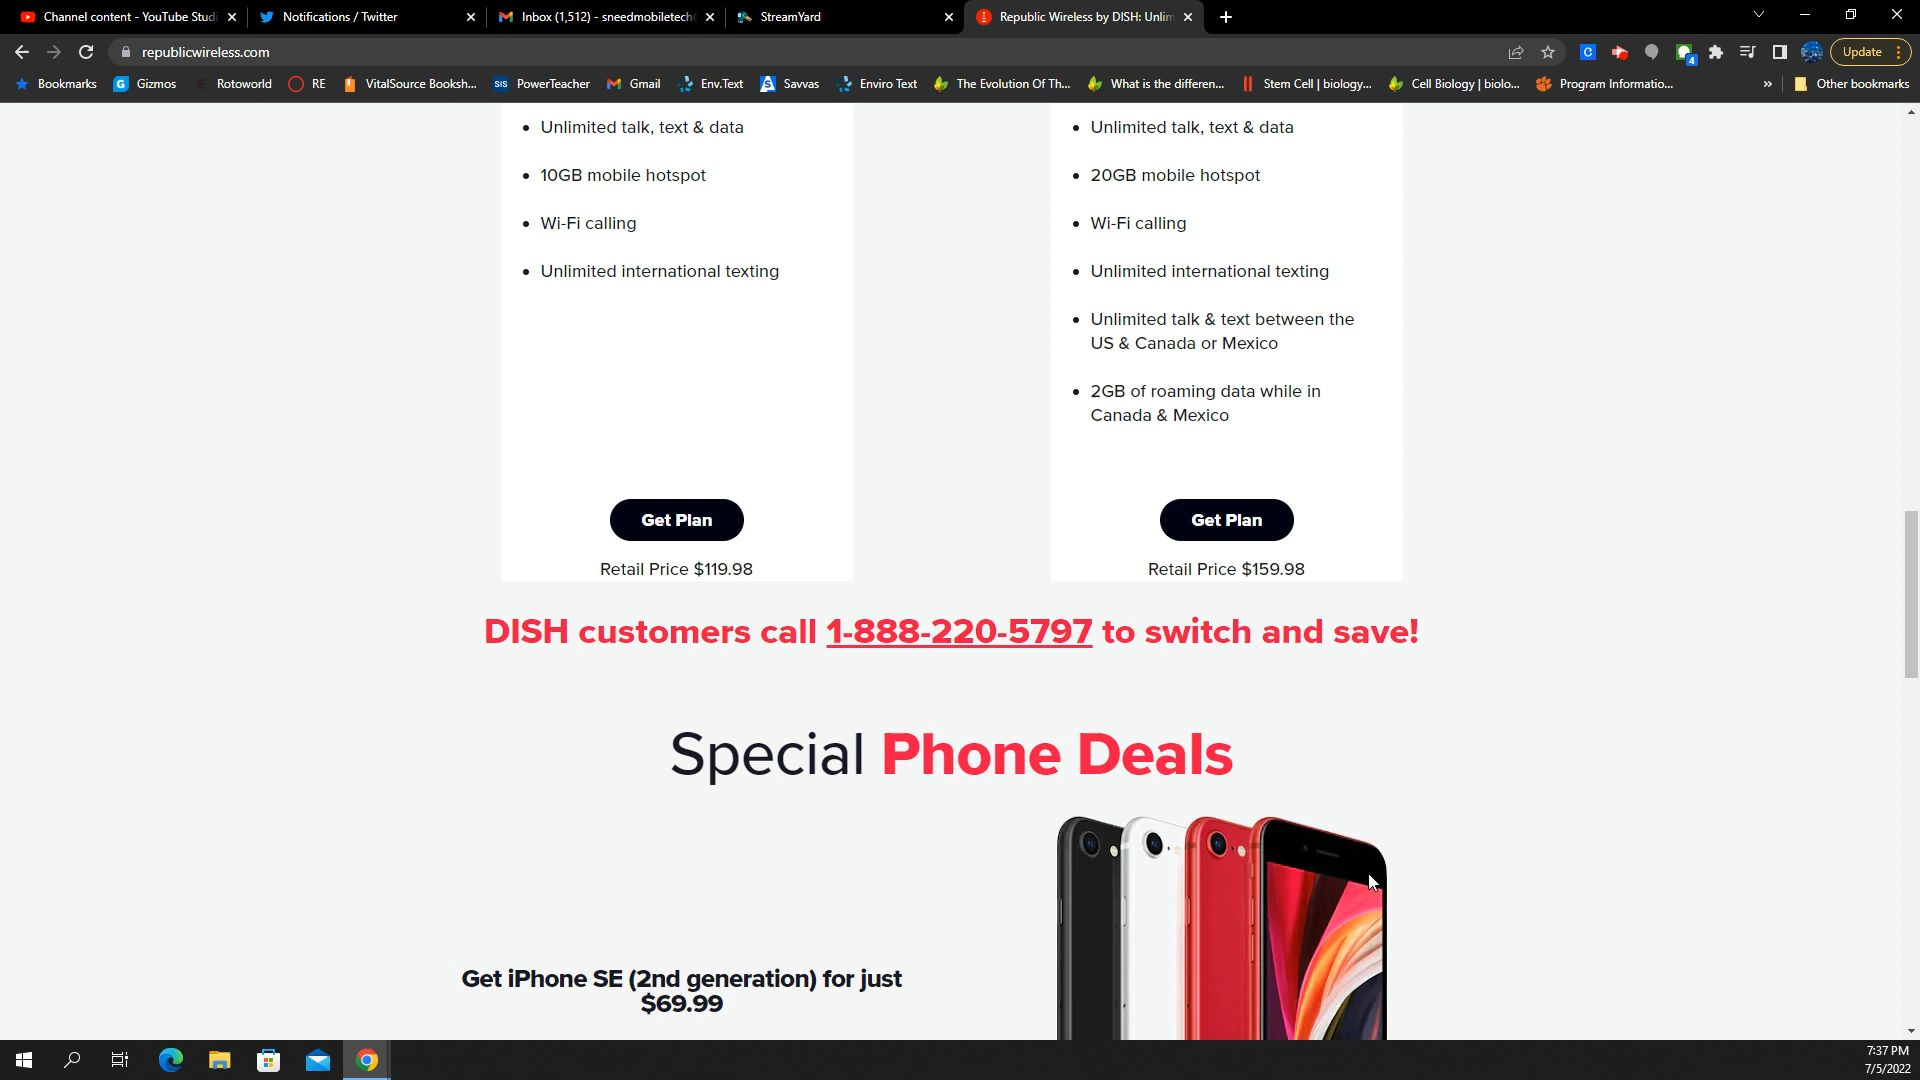 Channel content - YouTube Studi
Notifications / Twitter
Inbox (1,512) - sneedmobiletech
StreamYard
Republic Wireless by DISH: Unlim
republicwireless.com
4
Update
Bookmarks
G Gizmos
E Rotoworld
RE
VitalSource Booksh...
SIS PowerTeacher
Gmail
Env.Text
S Savvas
Enviro Text
The Evolution Of Th...
What is the differen...
Stem Cell | biology...
Cell Biology | biolo...
Program Informatio...
»
Other bookmarks
• Unlimited talk, text & data
• 10GB mobile hotspot
• Wi-Fi calling
• Unlimited international texting
Get Plan
Retail Price $119.98
• Unlimited talk, text & data
• 20GB mobile hotspot
• Wi-Fi calling
• Unlimited international texting
• Unlimited talk & text between the
US & Canada or Mexico
• 2GB of roaming data while in
Canada & Mexico
Get Plan
Retail Price $159.98
DISH customers call 1-888-220-5797 to switch and save!
Special Phone Deals
Get iPhone SE (2nd generation) for just
$69.99
7:37 PM
7/5/2022